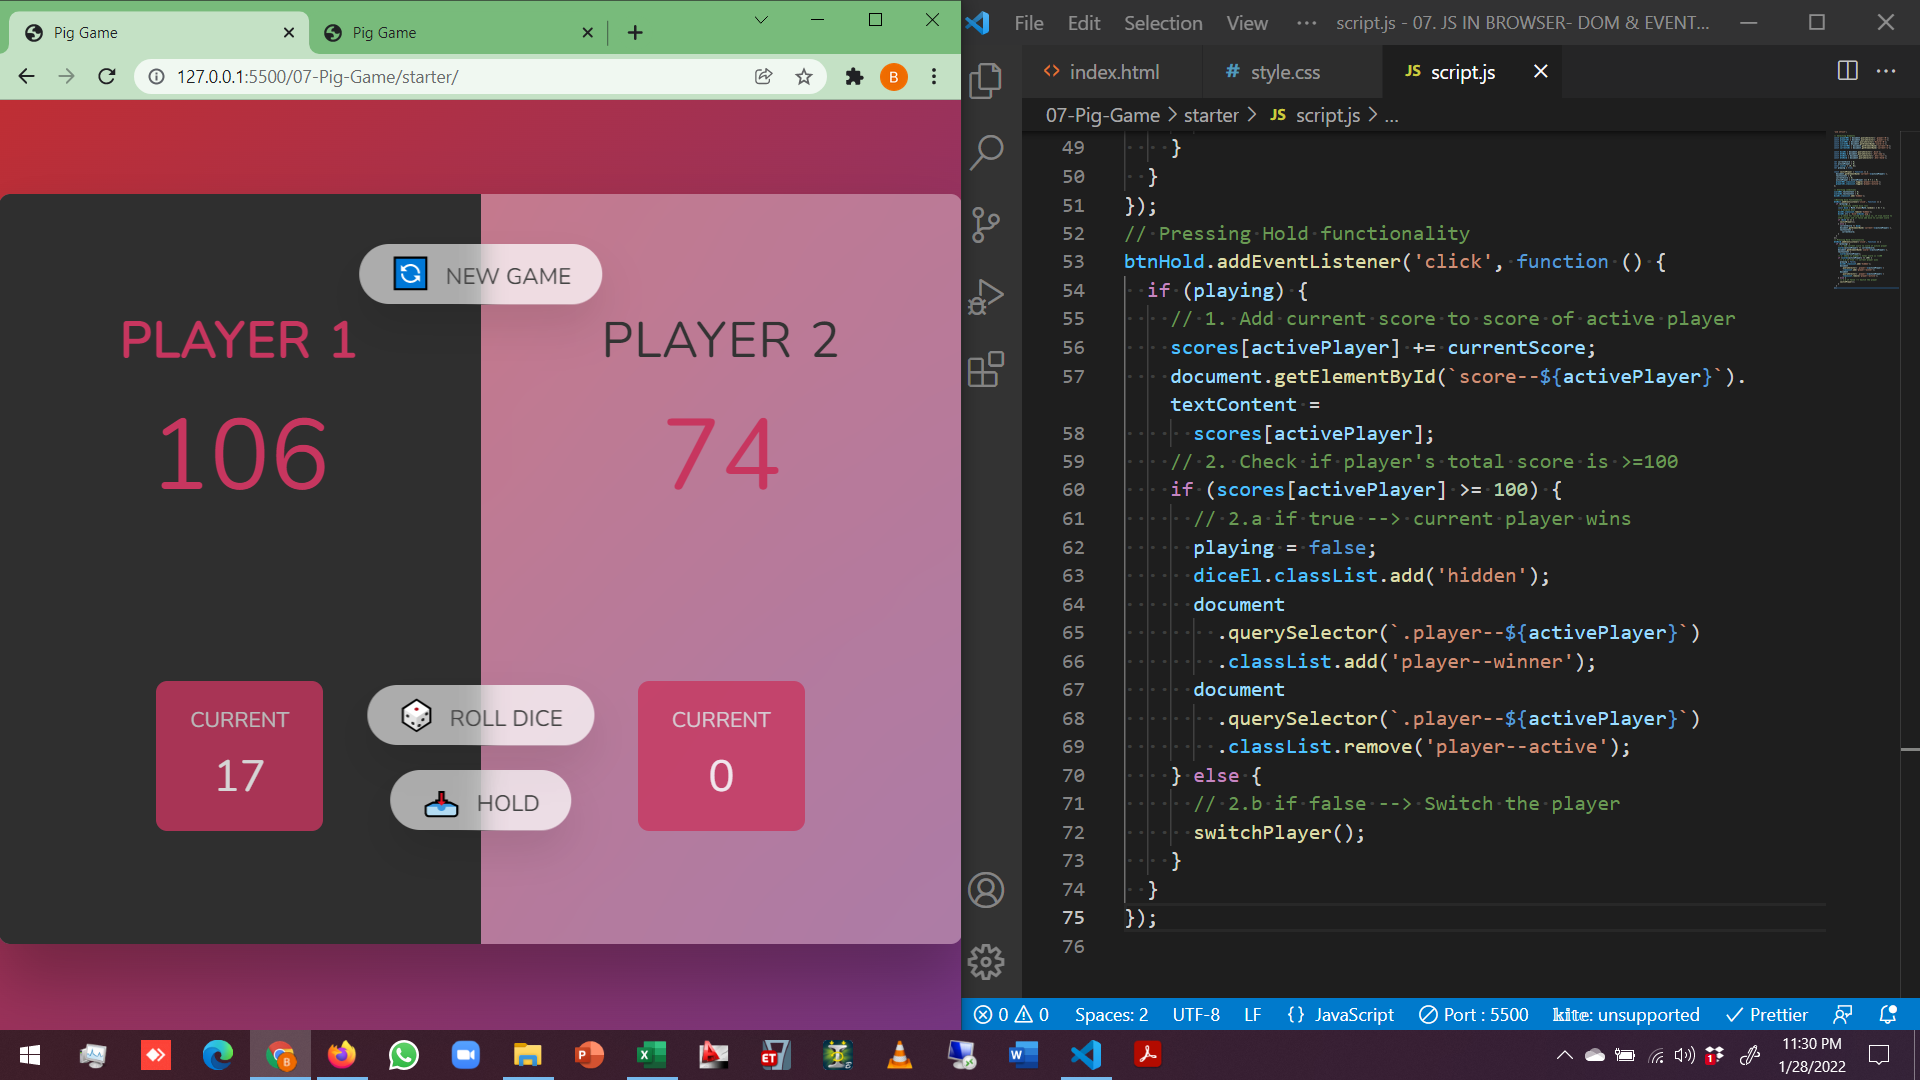 Pig Game
Pig Game
127.0.0.1:5500/07-Pig-Game/starter/
B
NEW GAME
PLAYER 1
PLAYER 2
106
74
CURRENT
17
ROLL DICE
HOLD
CURRENT
0
File Edit Selection View ··· script.js - 07. JS IN BROWSER- DOM & EVENT...
<> index.html
# style.css
JS script.js
07-Pig-Game > starter > JS script.js > ...
49 }
50 }
51 });
52 // Pressing Hold functionality
53 btnHold.addEventListener('click', function () {
54 if (playing) {
55 // 1. Add current score to score of active player
56 scores[activePlayer] += currentScore;
57 document.getElementById(`score--${activePlayer}`).
textContent =
58 scores[activePlayer];
59 // 2. Check if player's total score is >=100
60 if (scores[activePlayer] >= 100) {
61 // 2.a if true --> current player wins
62 playing = false;
63 diceEl.classList.add('hidden');
64 document
65 .querySelector(`.player--${activePlayer}`)
66 .classList.add('player--winner');
67 document
68 .querySelector(`.player--${activePlayer}`)
69 .classList.remove('player--active');
70 } else {
71 // 2.b if false --> Switch the player
72 switchPlayer();
73 }
74 }
75 });
76
0 0 Spaces: 2 UTF-8 LF {} JavaScript Port : 5500 kite: unsupported Prettier
11:30 PM
1/28/2022